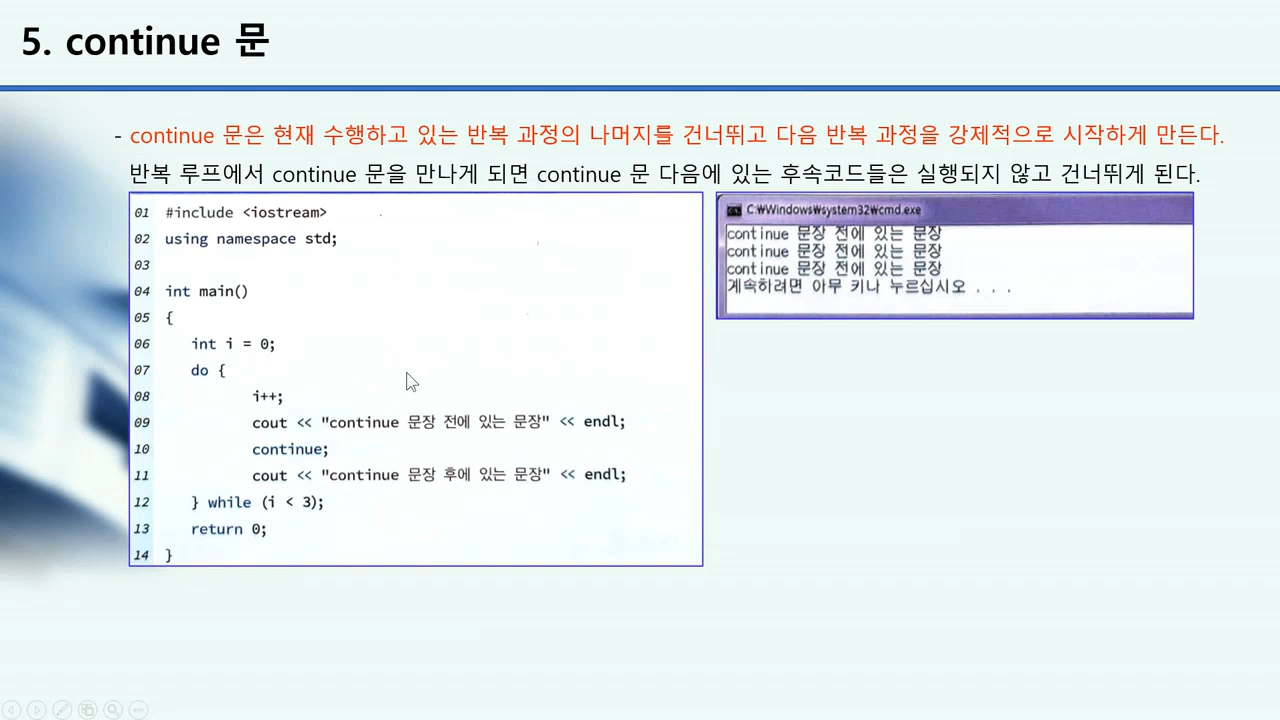 5. continue 문
- continue 문은 현재 수행하고 있는 반복 과정의 나머지를 건너뛰고 다음 반복 과정을 강제적으로 시작하게 만든다.
반복 루프에서 continue 문을 만나게 되면 continue 문 다음에 있는 후속코드들은 실행되지 않고 건너뛰게 된다.
01 #include <iostream>
02 using namespace std;
03
04 int main()
05 {
06 int i = 0;
07 do {
08 i++;
09 cout << "continue 문장 전에 있는 문장" << endl;
10 continue;
11 cout << "continue 문장 후에 있는 문장" << endl;
12 } while (i < 3);
13 return 0;
14 }
C:₩Windows₩system32₩cmd.exe
continue 문장 전에 있는 문장
continue 문장 전에 있는 문장
continue 문장 전에 있는 문장
계속하려면 아무 키나 누르십시오 . . .